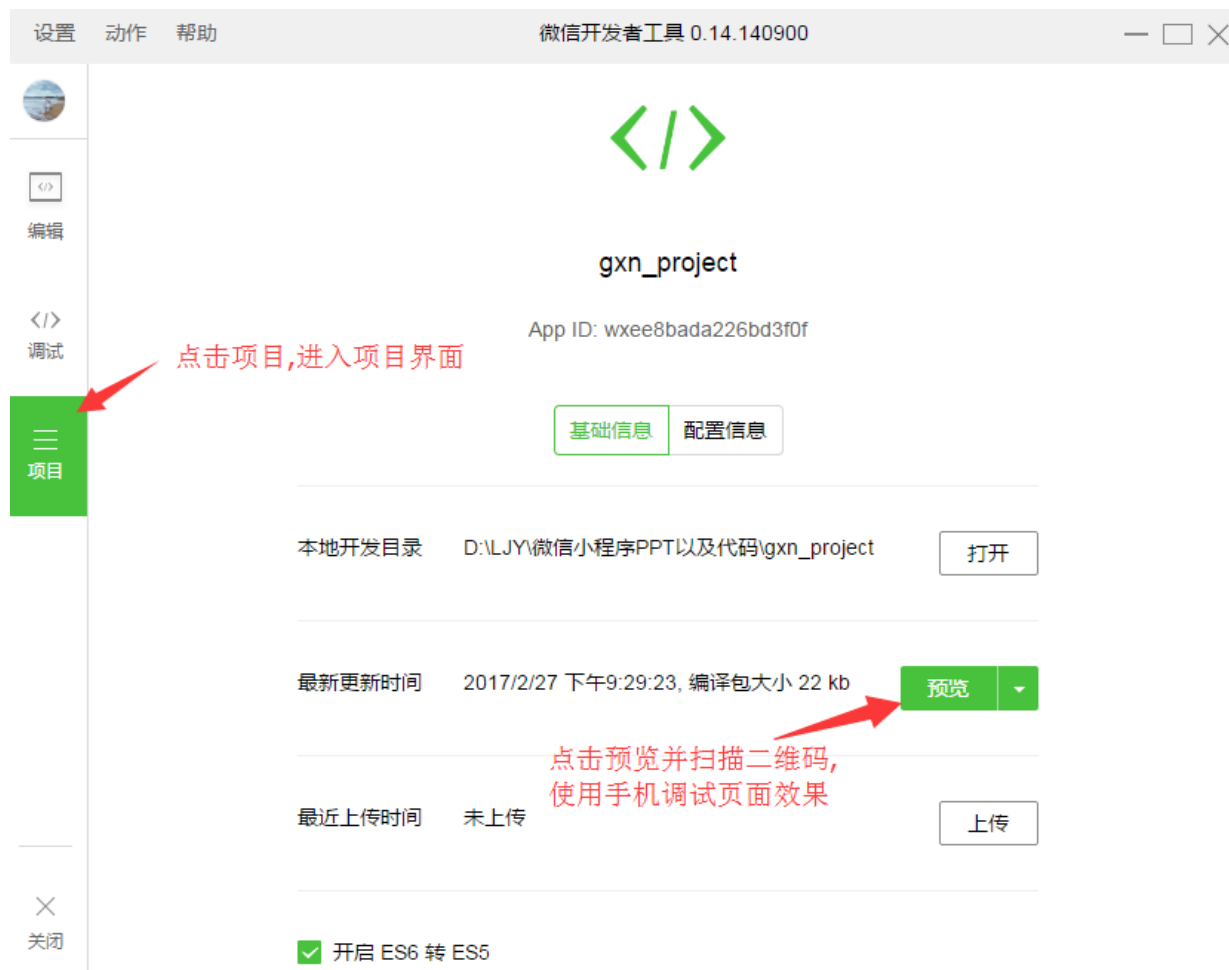 设置 动作 帮助 微信开发者工具 0.14.140900
</>
</>
编辑
gxn_project
</>
调试
App ID: wxee8bada226bd3f0f
点击项目,进入项目界面
基础信息 配置信息
项目
本地开发目录 D:\LJY\微信小程序PPT以及代码\gxn_project 打开
最新更新时间 2017/2/27 下午9:29:23, 编译包大小 22 kb 预览
点击预览并扫描二维码,
使用手机调试页面效果
最近上传时间 未上传 上传
关闭
开启 ES6 转 ES5